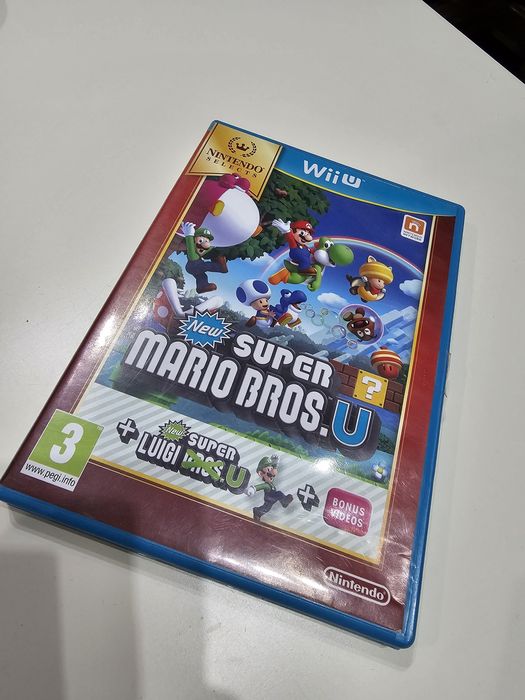 NINTENDO
SELECTS
Wii U
New
SUPER
MARIO BROS. U
?
3
www.pegi.info
+
New
SUPER
LUIGI BROS. U
+
BONUS
VIDEOS
Nintendo